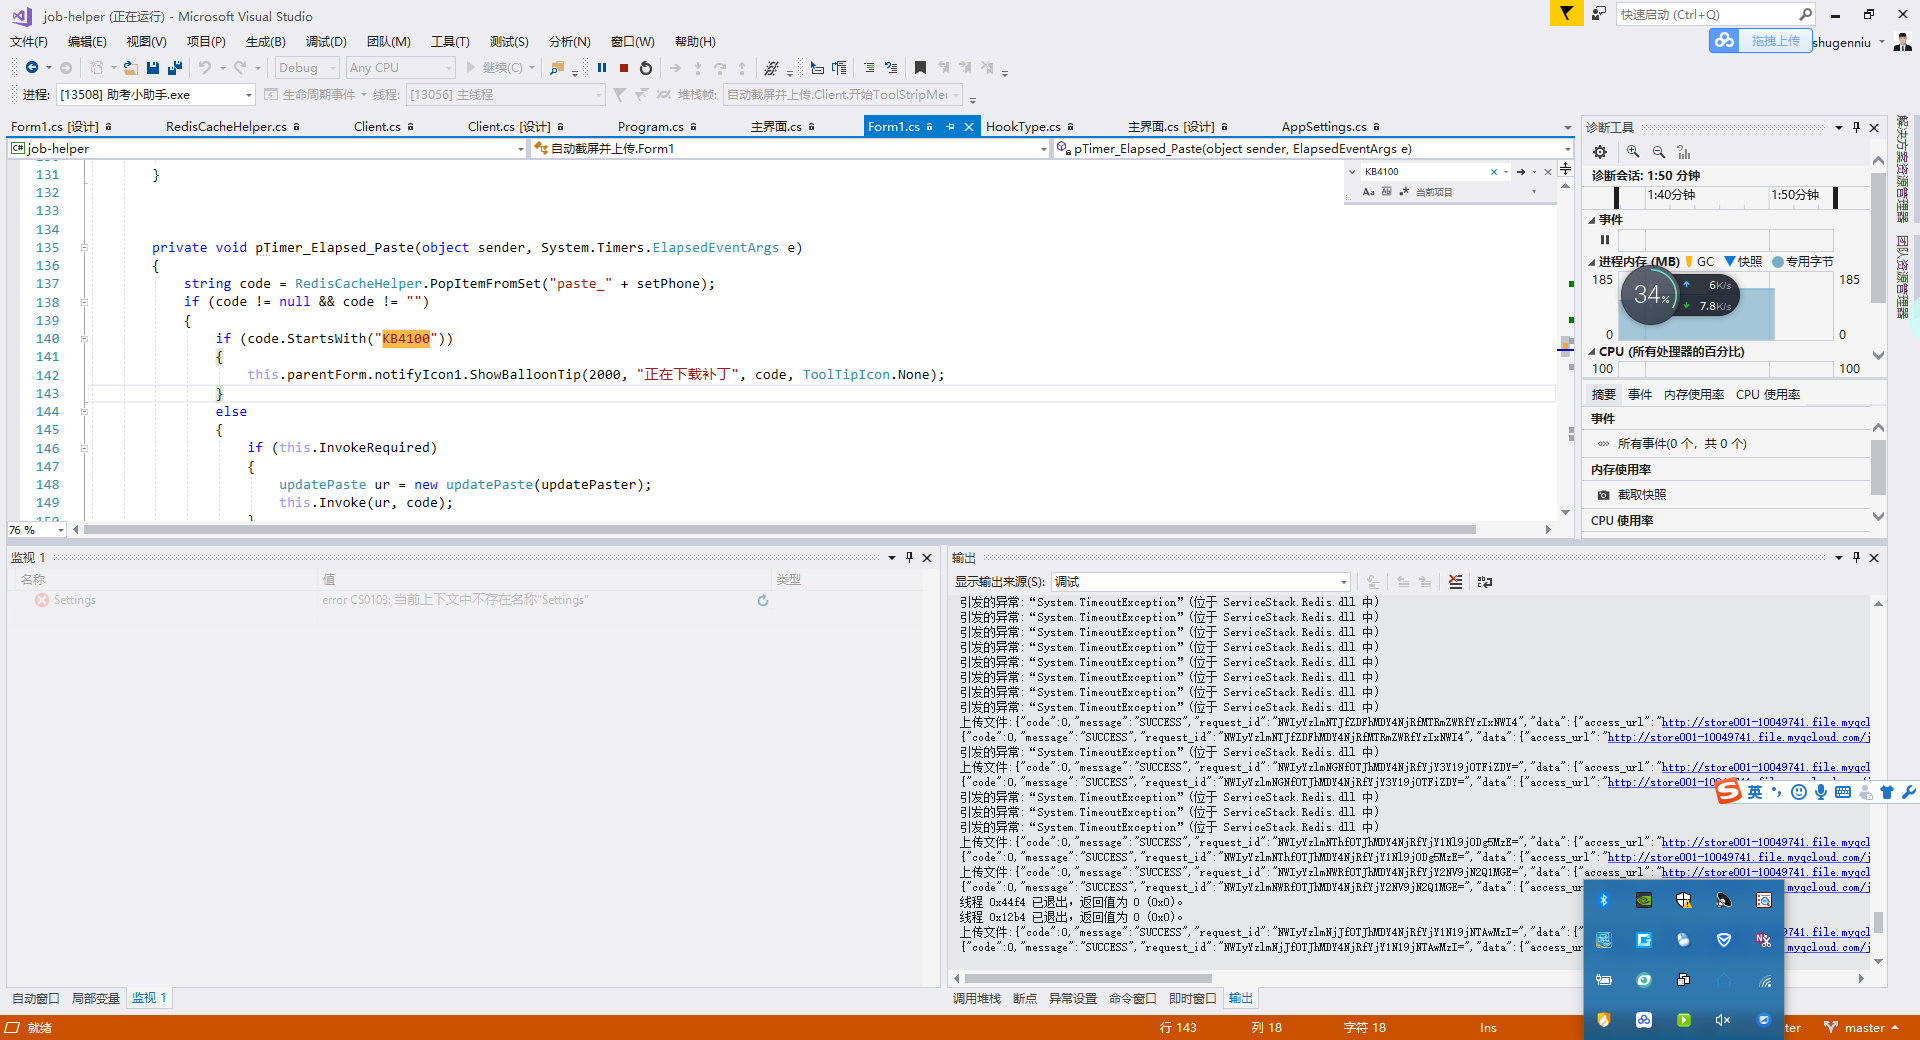 job-helper (正在运行) - Microsoft Visual Studio
快速启动 (Ctrl+Q)
文件(F) 编辑(E) 视图(V) 项目(P) 生成(B) 调试(D) 团队(M) 工具(T) 测试(S) 分析(N) 窗口(W) 帮助(H)
拖拽上传
shugenniu
Debug Any CPU 继续(C)
进程: [13508] 助考小助手.exe 生命周期事件 线程: [13056] 主线程 堆栈帧: 自动截屏并上传.Client.开始ToolStripMe
Form1.cs [设计] RedisCacheHelper.cs Client.cs Client.cs [设计] Program.cs 主界面.cs Form1.cs HookType.cs 主界面.cs [设计] AppSettings.cs
job-helper 自动截屏并上传.Form1 pTimer_Elapsed_Paste(object sender, ElapsedEventArgs e)
KB4100
Aa 当前项目
131 }
132
133
134
135 private void pTimer_Elapsed_Paste(object sender, System.Timers.ElapsedEventArgs e)
136 {
137 string code = RedisCacheHelper.PopItemFromSet("paste_" + setPhone);
138 if (code != null && code != "")
139 {
140 if (code.StartsWith("KB4100"))
141 {
142 this.parentForm.notifyIcon1.ShowBalloonTip(2000, "正在下载补丁", code, ToolTipIcon.None);
143 }
144 else
145 {
146 if (this.InvokeRequired)
147 {
148 updatePaste ur = new updatePaste(updatePaster);
149 this.Invoke(ur, code);
76 %
诊断工具
诊断会话: 1:50 分钟
1:40分钟 1:50分钟
事件
进程内存 (MB) GC 快照 专用字节
185 185
34% 6K/s
7.8K/s
0 0
CPU (所有处理器的百分比)
100 100
摘要 事件 内存使用率 CPU 使用率
事件
所有事件(0 个，共 0 个)
内存使用率
截取快照
CPU 使用率
解决方案资源管理器
团队资源管理器
监视 1
名称 值 类型
Settings error CS0103: 当前上下文中不存在名称"Settings"
自动窗口 局部变量 监视 1
输出
显示输出来源(S): 调试
引发的异常:“System.TimeoutException”(位于 ServiceStack.Redis.dll 中)
引发的异常:“System.TimeoutException”(位于 ServiceStack.Redis.dll 中)
引发的异常:“System.TimeoutException”(位于 ServiceStack.Redis.dll 中)
引发的异常:“System.TimeoutException”(位于 ServiceStack.Redis.dll 中)
引发的异常:“System.TimeoutException”(位于 ServiceStack.Redis.dll 中)
引发的异常:“System.TimeoutException”(位于 ServiceStack.Redis.dll 中)
引发的异常:“System.TimeoutException”(位于 ServiceStack.Redis.dll 中)
引发的异常:“System.TimeoutException”(位于 ServiceStack.Redis.dll 中)
上传文件:{"code":0,"message":"SUCCESS","request_id":"NWIyYzlmNTJfZDFhMDY4NjRfMTRmZWRfYzIxNWI4","data":{"access_url":"http://store001-10049741.file.myqcl
{"code":0,"message":"SUCCESS","request_id":"NWIyYzlmNTJfZDFhMDY4NjRfMTRmZWRfYzIxNWI4","data":{"access_url":"http://store001-10049741.file.myqcloud.com/j
引发的异常:“System.TimeoutException”(位于 ServiceStack.Redis.dll 中)
上传文件:{"code":0,"message":"SUCCESS","request_id":"NWIyYzlmNGNfOTJhMDY4NjRfYjY3Y19jOTFiZDY=","data":{"access_url":"http://store001-10049741.file.myqcl
{"code":0,"message":"SUCCESS","request_id":"NWIyYzlmNGNfOTJhMDY4NjRfYjY3Y19jOTFiZDY=","data":{"access_url":"http://store001-10049741.file.myqcloud.com/j
引发的异常:“System.TimeoutException”(位于 ServiceStack.Redis.dll 中)
引发的异常:“System.TimeoutException”(位于 ServiceStack.Redis.dll 中)
引发的异常:“System.TimeoutException”(位于 ServiceStack.Redis.dll 中)
上传文件:{"code":0,"message":"SUCCESS","request_id":"NWIyYzlmNThfOTJhMDY4NjRfYjY1Nl9jODg5MzE=","data":{"access_url":"http://store001-10049741.file.myqcl
{"code":0,"message":"SUCCESS","request_id":"NWIyYzlmNThfOTJhMDY4NjRfYjY1Nl9jODg5MzE=","data":{"access_url":"http://store001-10049741.file.myqcloud.com/j
上传文件:{"code":0,"message":"SUCCESS","request_id":"NWIyYzlmNWRfOTJhMDY4NjRfYjY2NV9jN2Q1MGE=","data":{"access_url":"http://store001-10049741.file.myqcl
{"code":0,"message":"SUCCESS","request_id":"NWIyYzlmNWRfOTJhMDY4NjRfYjY2NV9jN2Q1MGE=","data":{"access_ur myqcloud.com/j
线程 0x44f4 已退出，返回值为 0 (0x0)。
线程 0x12b4 已退出，返回值为 0 (0x0)。
上传文件:{"code":0,"message":"SUCCESS","request_id":"NWIyYzlmNjJfOTJhMDY4NjRfYjY1N19jNTAwMzI=","data":{" 741.file.myqcl
{"code":0,"message":"SUCCESS","request_id":"NWIyYzlmNjJfOTJhMDY4NjRfYjY1N19jNTAwMzI=","data":{"access_ur myqcloud.com/j
英
调用堆栈 断点 异常设置 命令窗口 即时窗口 输出
就绪 行 143 列 18 字符 18 Ins ter master